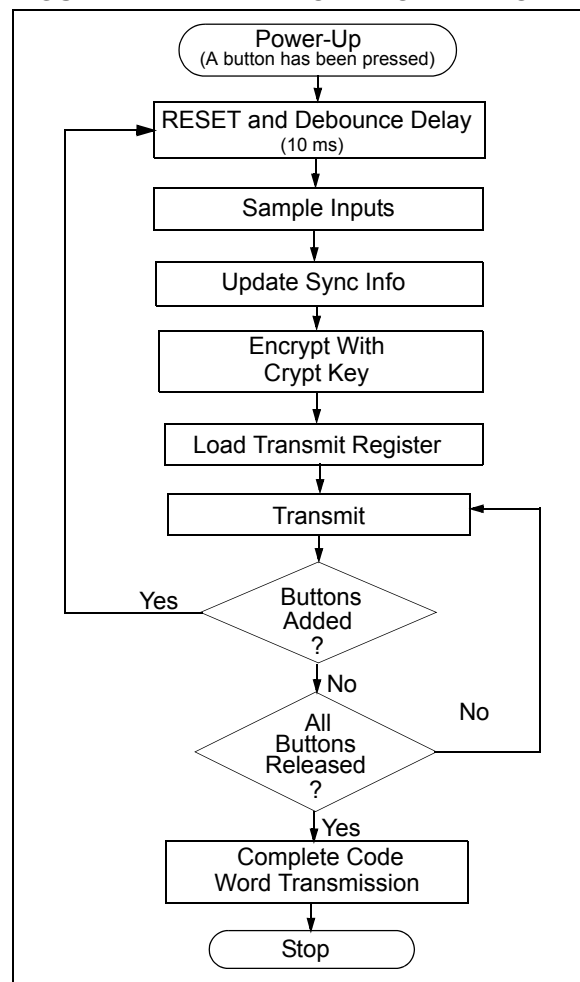 Power-Up
(A button has been pressed)
RESET and Debounce Delay
(10 ms)
Sample Inputs
Update Sync Info
Encrypt With
Crypt Key
Load Transmit Register
Transmit
Yes
Buttons
Added
?
No
No
All
Buttons
Released
?
Yes
Complete Code
Word Transmission
Stop